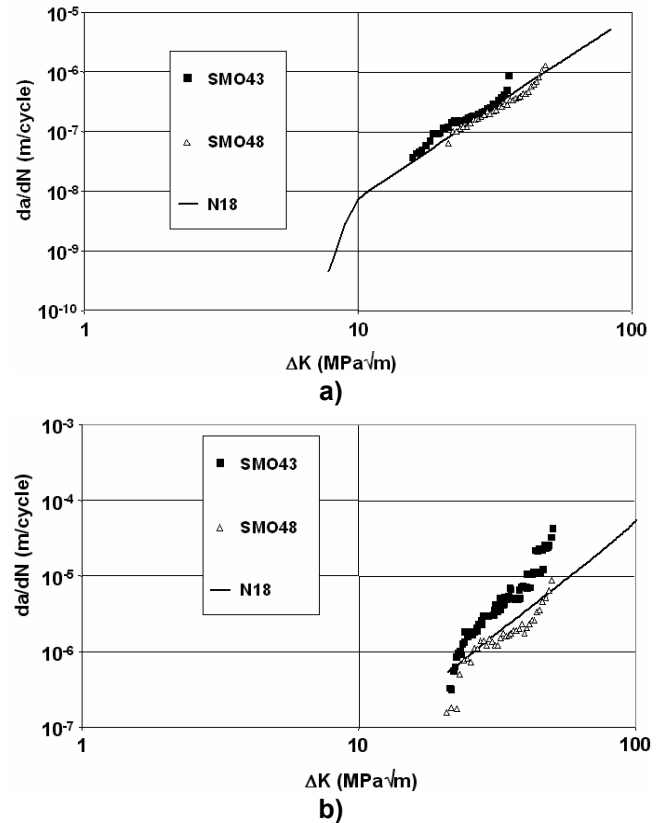 10⁻⁵
10⁻⁶
10⁻⁷
10⁻⁸
10⁻⁹
10⁻¹⁰
da/dN (m/cycle)
SMO43
SMO48
N18
1
10
100
ΔK (MPa√m)
a)
10⁻³
10⁻⁴
10⁻⁵
10⁻⁶
10⁻⁷
da/dN (m/cycle)
SMO43
SMO48
N18
1
10
100
ΔK (MPa√m)
b)